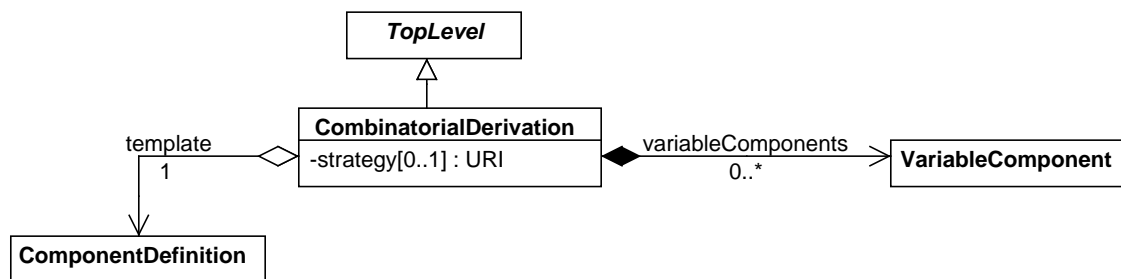 TopLevel
CombinatorialDerivation
-strategy[0..1] : URI
template
1
variableComponents
0..*
VariableComponent
ComponentDefinition